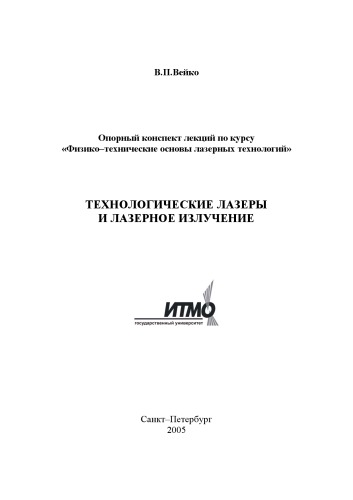 В.П.Вейко
Опорный конспект лекций по курсу
«Физико–технические основы лазерных технологий»
ТЕХНОЛОГИЧЕСКИЕ ЛАЗЕРЫ
И ЛАЗЕРНОЕ ИЗЛУЧЕНИЕ
ИТМО
государственный университет
Санкт–Петербург
2005